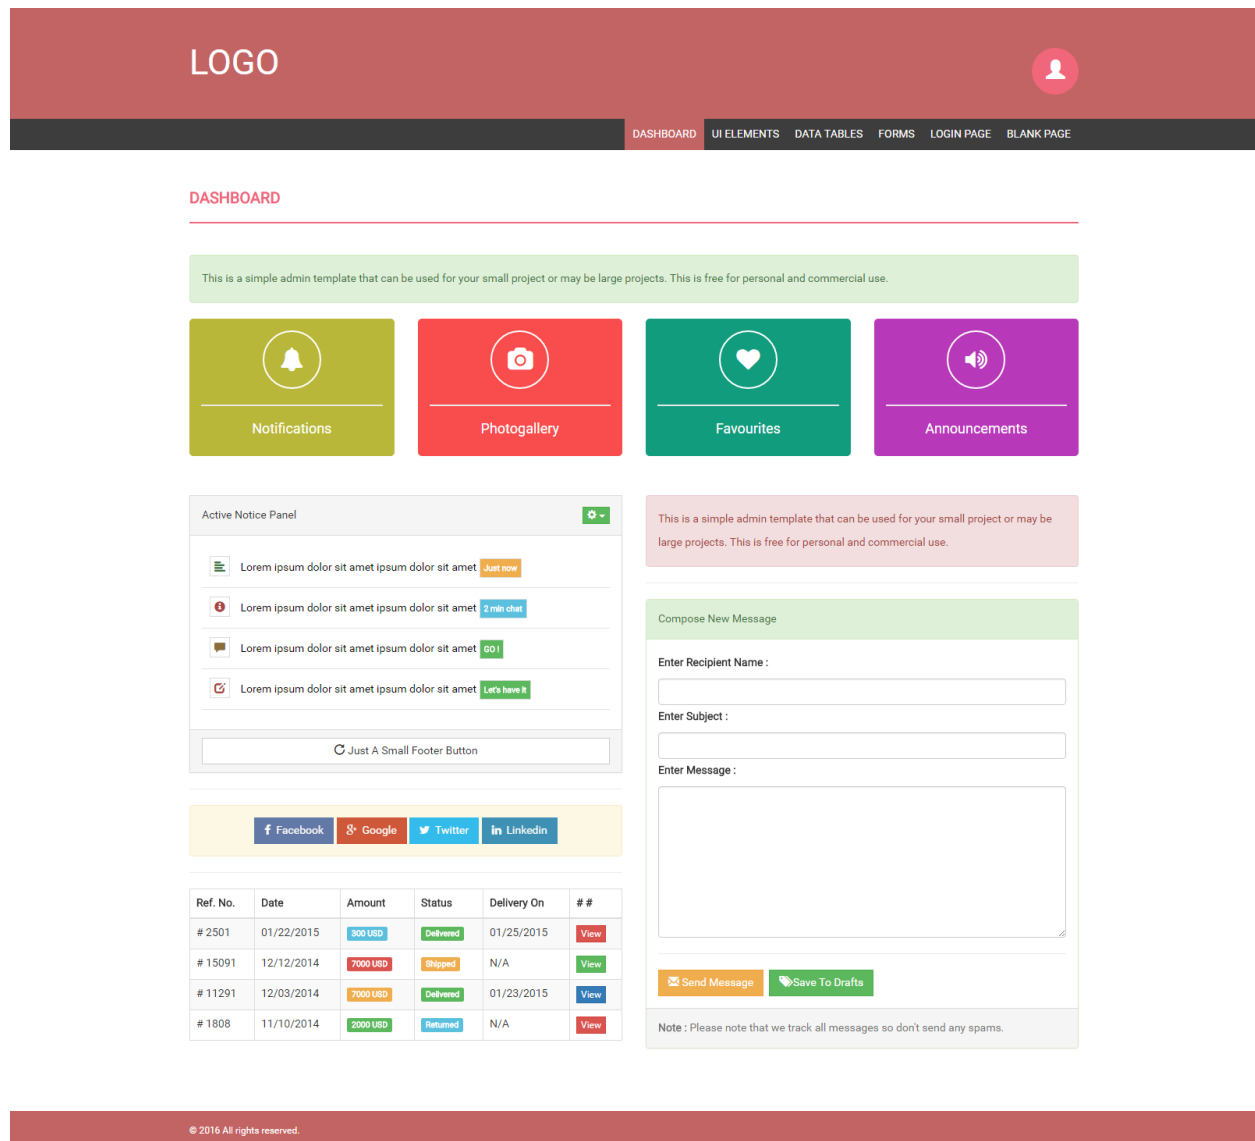 LOGO
DASHBOARD UI ELEMENTS DATA TABLES FORMS LOGIN PAGE BLANK PAGE
DASHBOARD
This is a simple admin template that can be used for your small project or may be large projects. This is free for personal and commercial use.
Notifications
Photogallery
Favourites
Announcements
Active Notice Panel
Lorem ipsum dolor sit amet ipsum dolor sit amet Just now
Lorem ipsum dolor sit amet ipsum dolor sit amet 2 min chat
Lorem ipsum dolor sit amet ipsum dolor sit amet GO !
Lorem ipsum dolor sit amet ipsum dolor sit amet Let's have it
Just A Small Footer Button
Facebook Google Twitter Linkedin
Ref. No. Date Amount Status Delivery On # #
# 2501 01/22/2015 300 USD Delivered 01/25/2015 View
# 15091 12/12/2014 7000 USD Shipped N/A View
# 11291 12/03/2014 7000 USD Delivered 01/23/2015 View
# 1808 11/10/2014 2000 USD Returned N/A View
This is a simple admin template that can be used for your small project or may be
large projects. This is free for personal and commercial use.
Compose New Message
Enter Recipient Name :
Enter Subject :
Enter Message :
Send Message Save To Drafts
Note : Please note that we track all messages so don't send any spams.
© 2016 All rights reserved.